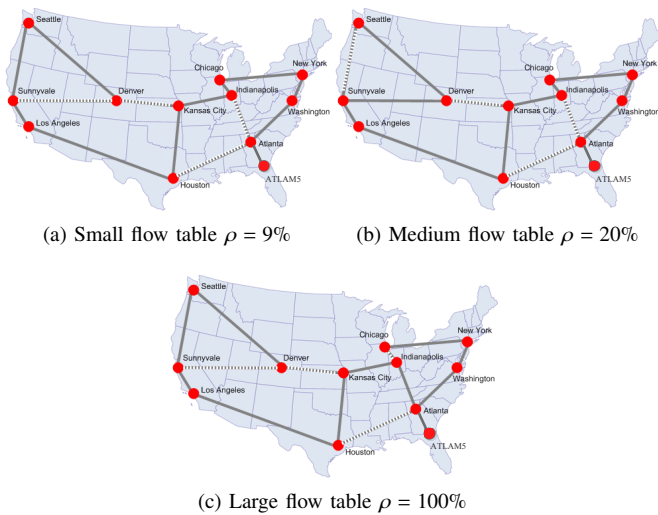 Seattle
Chicago
New York
Sunnyvale
Denver
Indianapolis
Kansas City
Washington
Los Angeles
Atlanta
Houston
ATLAM5
(a) Small flow table ρ = 9%
Seattle
Chicago
New York
Sunnyvale
Denver
Indianapolis
Kansas City
Washington
Los Angeles
Atlanta
Houston
ATLAM5
(b) Medium flow table ρ = 20%
Seattle
Chicago
New York
Sunnyvale
Denver
Indianapolis
Kansas City
Washington
Los Angeles
Atlanta
Houston
ATLAM5
(c) Large flow table ρ = 100%